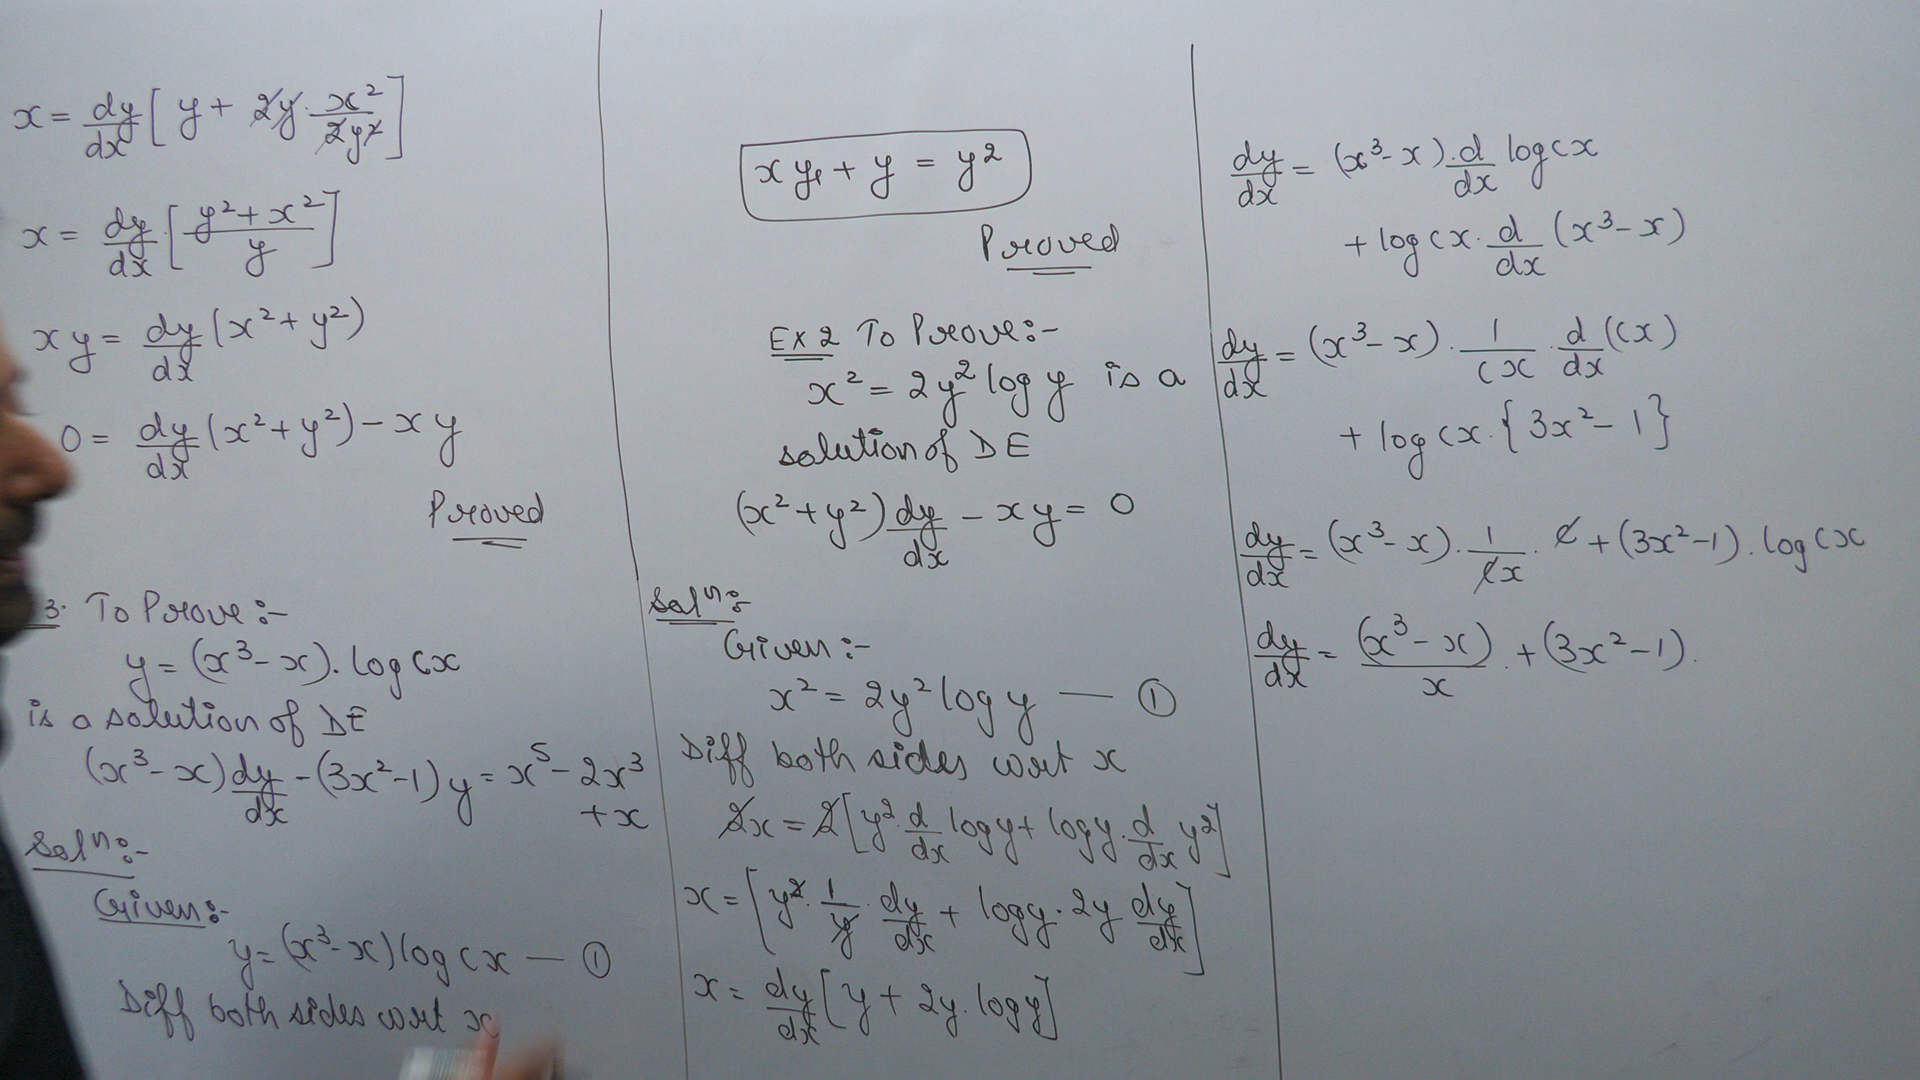 x = dy/dx [ y + 2y · x²/2y² ]
x = dy/dx · [ (y² + x²)/y ]
xy = dy/dx (x² + y²)
0 = dy/dx (x² + y²) - xy
Proved
3. To Prove :-
y = (x³ - x) . log cx
is a solution of DE
(x³ - x) dy/dx - (3x² - 1) y = x⁵ - 2x³
+ x
Solⁿ:-
Given:-
y = (x³ - x) log cx — ①
Diff both sides wrt x
x y₁ + y = y²
Proved
EX 2 To Prove :-
x² = 2y² log y is a
solution of DE
(x² + y²) dy/dx - xy = 0
Solⁿ:-
Given :-
x² = 2y² log y — ①
Diff both sides wrt x
2x = 2 [ y² · d/dx log y + log y · d/dx y² ]
x = [ y² · 1/y · dy/dx + log y · 2y dy/dx ]
x = dy/dx [ y + 2y · log y ]
dy/dx = (x³ - x) · d/dx log cx
+ log cx · d/dx (x³ - x)
dy/dx = (x³ - x) · 1/cx · d/dx (cx)
+ log cx · { 3x² - 1 }
dy/dx = (x³ - x) · 1/cx · c + (3x² - 1) . log cx
dy/dx = (x³ - x)/x . + (3x² - 1) .